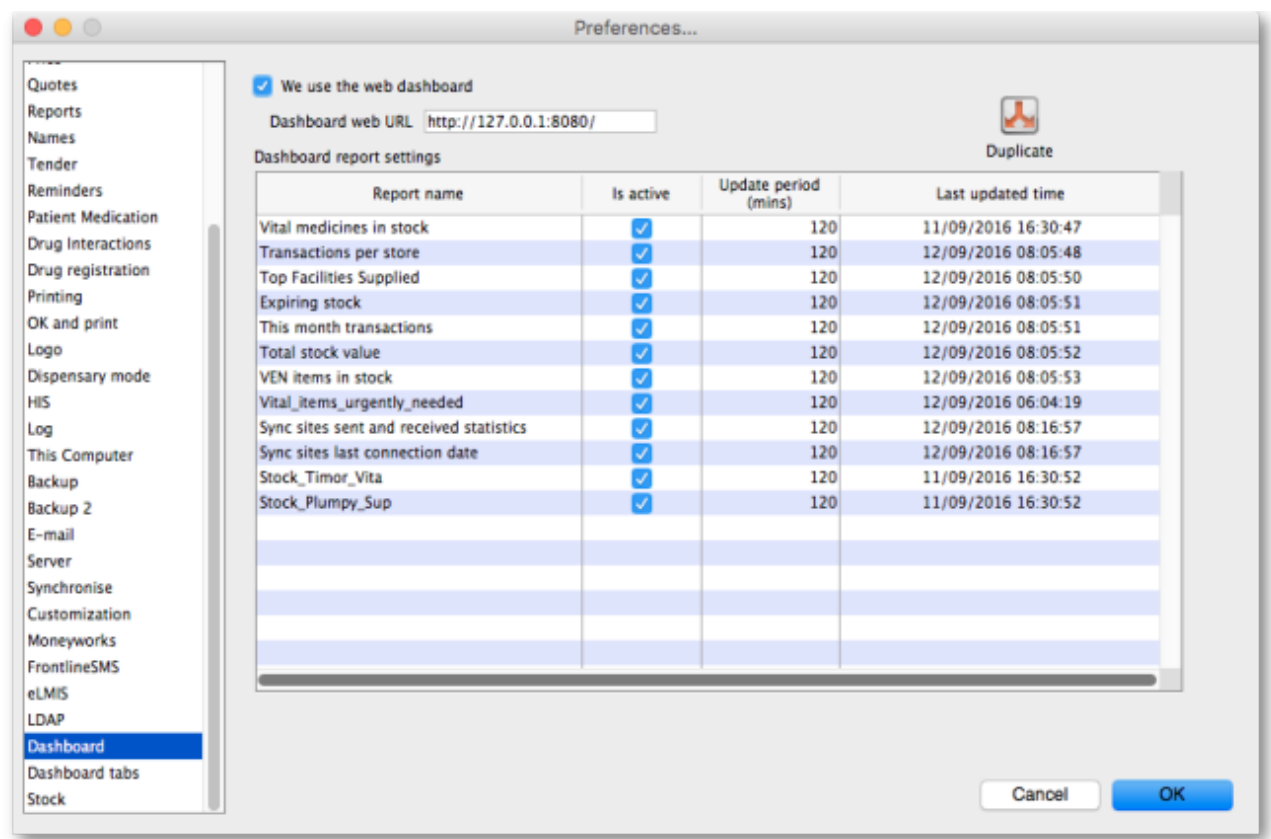 Preferences...
Quotes
Reports
Names
Tender
Reminders
Patient Medication
Drug Interactions
Drug registration
Printing
OK and print
Logo
Dispensary mode
HIS
Log
This Computer
Backup
Backup 2
E-mail
Server
Synchronise
Customization
Moneyworks
FrontlineSMS
eLMIS
LDAP
Dashboard
Dashboard tabs
Stock
We use the web dashboard
Dashboard web URL http://127.0.0.1:8080/
Duplicate
Dashboard report settings
Report name Is active Update period (mins) Last updated time
Vital medicines in stock 120 11/09/2016 16:30:47
Transactions per store 120 12/09/2016 08:05:48
Top Facilities Supplied 120 12/09/2016 08:05:50
Expiring stock 120 12/09/2016 08:05:51
This month transactions 120 12/09/2016 08:05:51
Total stock value 120 12/09/2016 08:05:52
VEN items in stock 120 12/09/2016 08:05:53
Vital_items_urgently_needed 120 12/09/2016 06:04:19
Sync sites sent and received statistics 120 12/09/2016 08:16:57
Sync sites last connection date 120 12/09/2016 08:16:57
Stock_Timor_Vita 120 11/09/2016 16:30:52
Stock_Plumpy_Sup 120 11/09/2016 16:30:52
Cancel OK